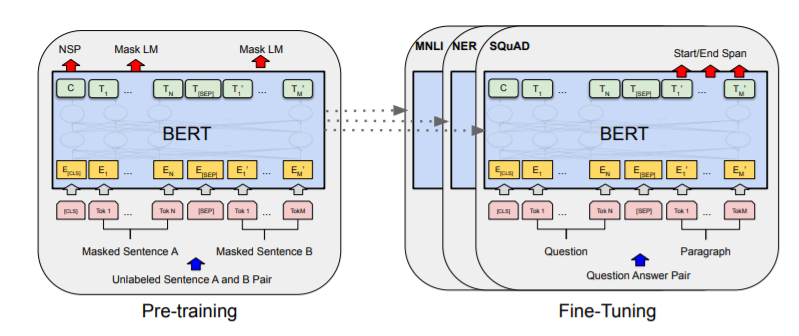 NSP Mask LM Mask LM
C T1 ... TN T[SEP] T1' ... TM'
BERT
E[CLS] E1 ... EN E[SEP] E1' ... EM'
[CLS] Tok 1 ... Tok N [SEP] Tok 1 ... TokM
Masked Sentence A Masked Sentence B
Unlabeled Sentence A and B Pair
Pre-training
MNLI NER SQuAD
Start/End Span
C T1 ... TN T[SEP] T1' ... TM'
BERT
E[CLS] E1 ... EN E[SEP] E1' ... EM'
[CLS] Tok 1 ... Tok N [SEP] Tok 1 ... TokM
Question Paragraph
Question Answer Pair
Fine-Tuning